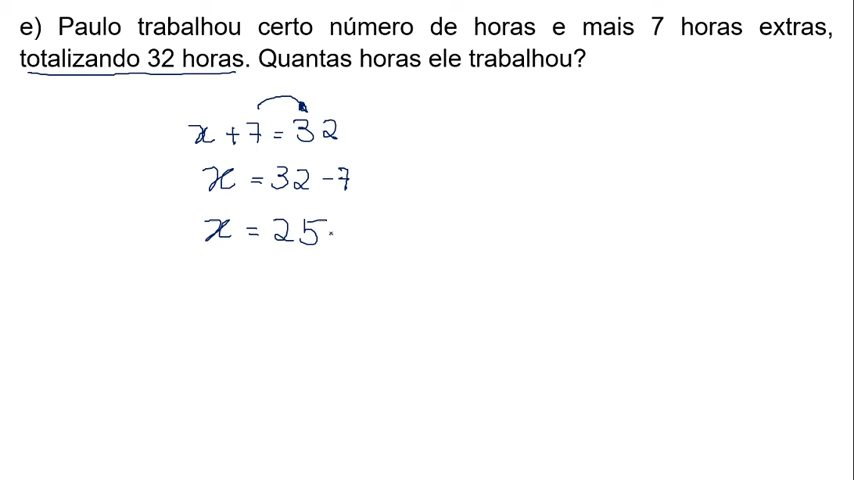 e) Paulo trabalhou certo número de horas e mais 7 horas extras,
totalizando 32 horas. Quantas horas ele trabalhou?
x + 7 = 32
x = 32 - 7
x = 25